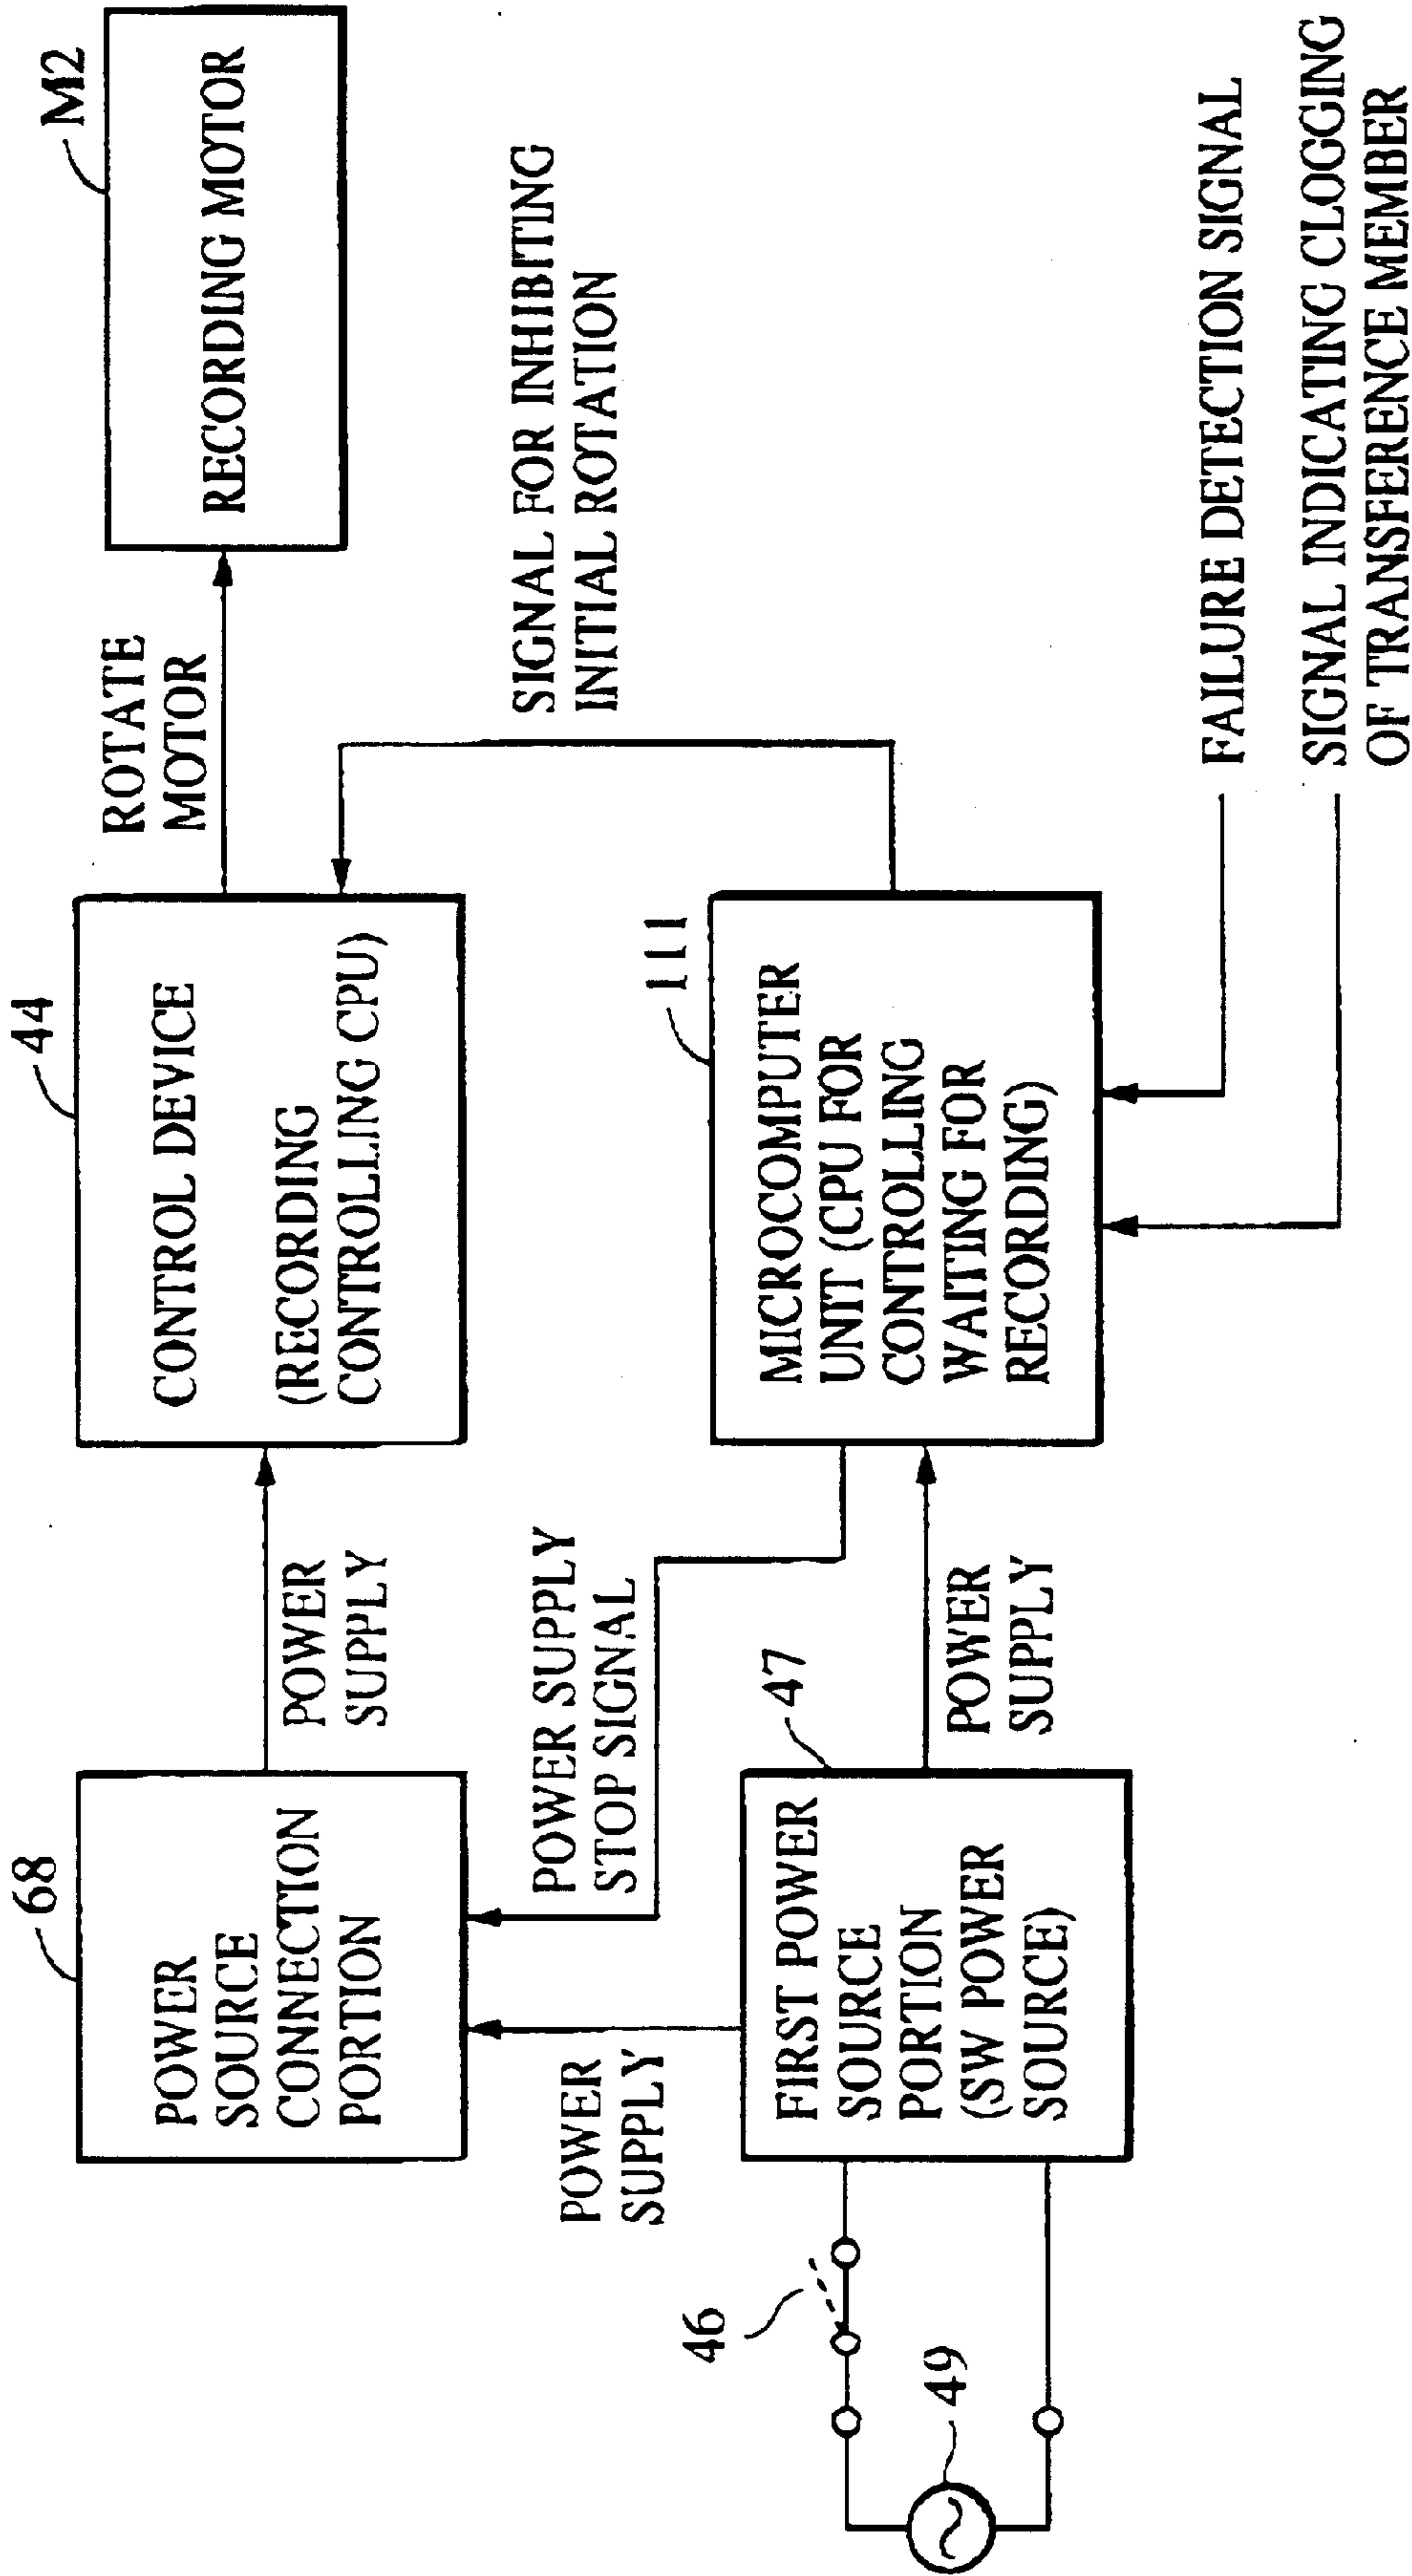 68
POWER
SOURCE
CONNECTION
PORTION
POWER
SUPPLY
44
CONTROL DEVICE
(RECORDING
CONTROLLING CPU)
ROTATE
MOTOR
M2
RECORDING MOTOR
POWER
SUPPLY
POWER SUPPLY
STOP SIGNAL
SIGNAL FOR INHIBITING
INITIAL ROTATION
46
49
47
FIRST POWER
SOURCE
PORTION
(SW POWER
SOURCE)
POWER
SUPPLY
111
MICROCOMPUTER
UNIT (CPU FOR
CONTROLLING
WAITING FOR
RECORDING)
FAILURE DETECTION SIGNAL
SIGNAL INDICATING CLOGGING
OF TRANSFERENCE MEMBER